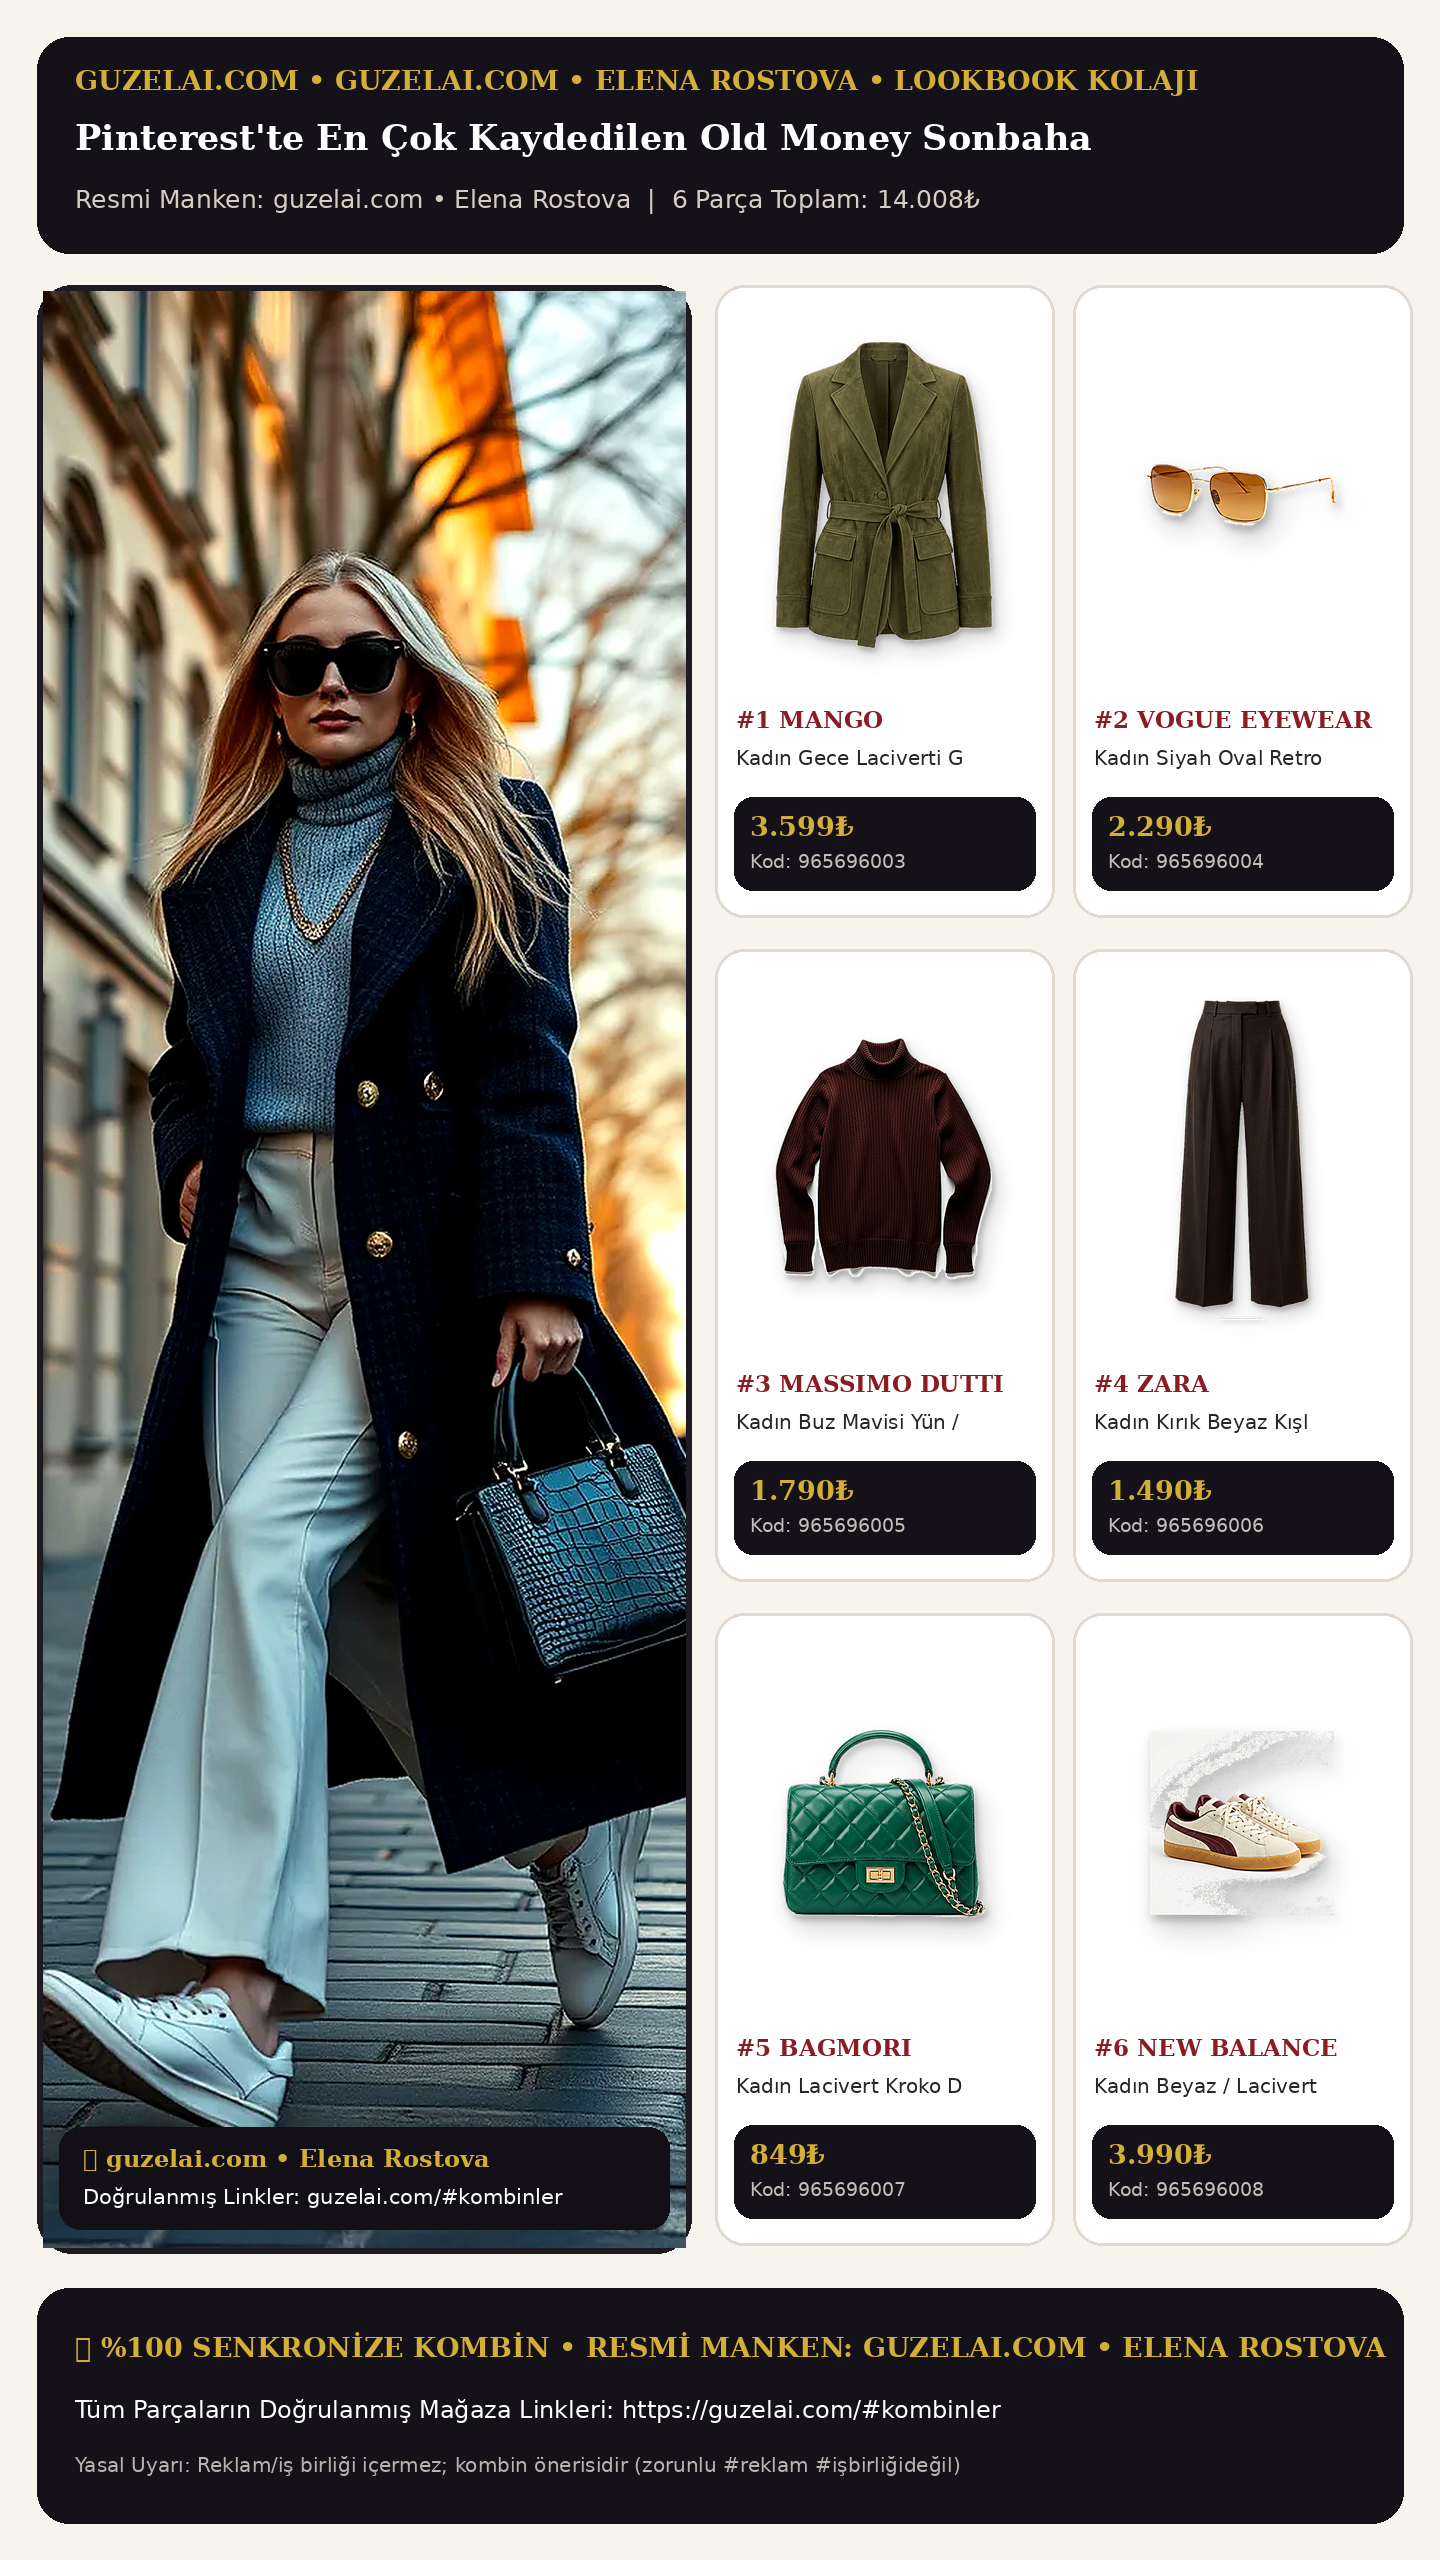 GUZELAI.COM • GUZELAI.COM • ELENA ROSTOVA • LOOKBOOK KOLAJI
Pinterest'te En Çok Kaydedilen Old Money Sonbaha
Resmi Manken: guzelai.com • Elena Rostova | 6 Parça Toplam: 14.008₺
#1 MANGO
Kadın Gece Laciverti G
3.599₺
Kod: 965696003
#2 VOGUE EYEWEAR
Kadın Siyah Oval Retro
2.290₺
Kod: 965696004
#3 MASSIMO DUTTI
Kadın Buz Mavisi Yün /
1.790₺
Kod: 965696005
#4 ZARA
Kadın Kırık Beyaz Kışl
1.490₺
Kod: 965696006
#5 BAGMORI
Kadın Lacivert Kroko D
849₺
Kod: 965696007
#6 NEW BALANCE
Kadın Beyaz / Lacivert
3.990₺
Kod: 965696008
guzelai.com • Elena Rostova
Doğrulanmış Linkler: guzelai.com/#kombinler
%100 SENKRONİZE KOMBİN • RESMİ MANKEN: GUZELAI.COM • ELENA ROSTOVA
Tüm Parçaların Doğrulanmış Mağaza Linkleri: https://guzelai.com/#kombinler
Yasal Uyarı: Reklam/iş birliği içermez; kombin önerisidir (zorunlu #reklam #işbirliğideğil)